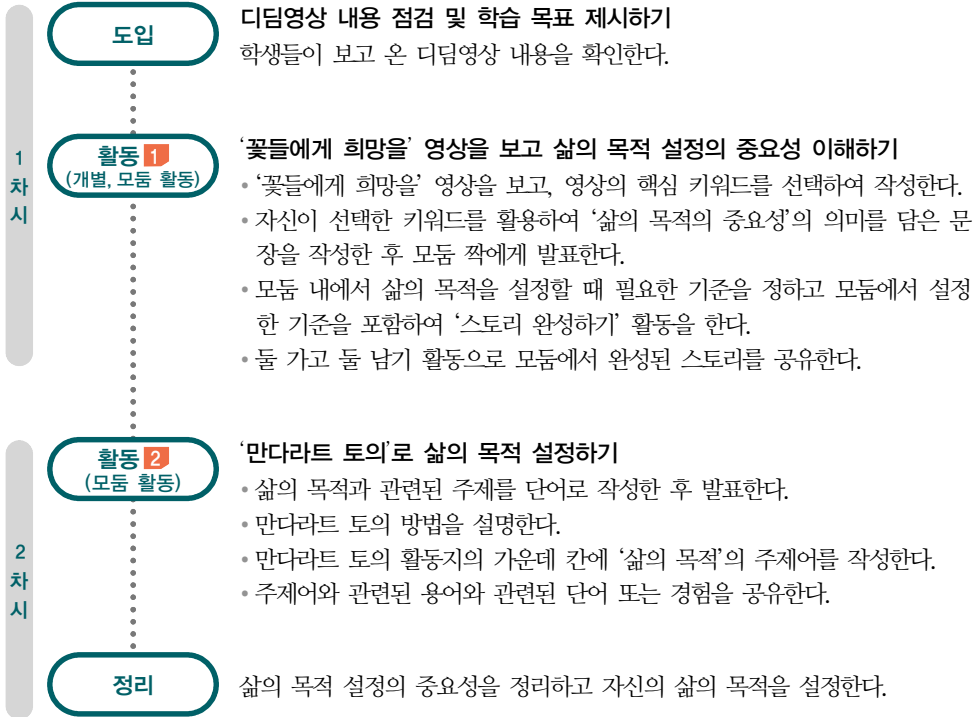 도입
디딤영상 내용 점검 및 학습 목표 제시하기
학생들이 보고 온 디딤영상 내용을 확인한다.
1
차
시
활동 1
(개별, 모둠 활동)
‘꽃들에게 희망을’ 영상을 보고 삶의 목적 설정의 중요성 이해하기
• ‘꽃들에게 희망을’ 영상을 보고, 영상의 핵심 키워드를 선택하여 작성한다.
• 자신이 선택한 키워드를 활용하여 ‘삶의 목적의 중요성’의 의미를 담은 문
장을 작성한 후 모둠 짝에게 발표한다.
• 모둠 내에서 삶의 목적을 설정할 때 필요한 기준을 정하고 모둠에서 설정
한 기준을 포함하여 ‘스토리 완성하기’ 활동을 한다.
• 둘 가고 둘 남기 활동으로 모둠에서 완성된 스토리를 공유한다.
2
차
시
활동 2
(모둠 활동)
‘만다라트 토의’로 삶의 목적 설정하기
• 삶의 목적과 관련된 주제를 단어로 작성한 후 발표한다.
• 만다라트 토의 방법을 설명한다.
• 만다라트 토의 활동지의 가운데 칸에 ‘삶의 목적’의 주제어를 작성한다.
• 주제어와 관련된 용어와 관련된 단어 또는 경험을 공유한다.
정리
삶의 목적 설정의 중요성을 정리하고 자신의 삶의 목적을 설정한다.